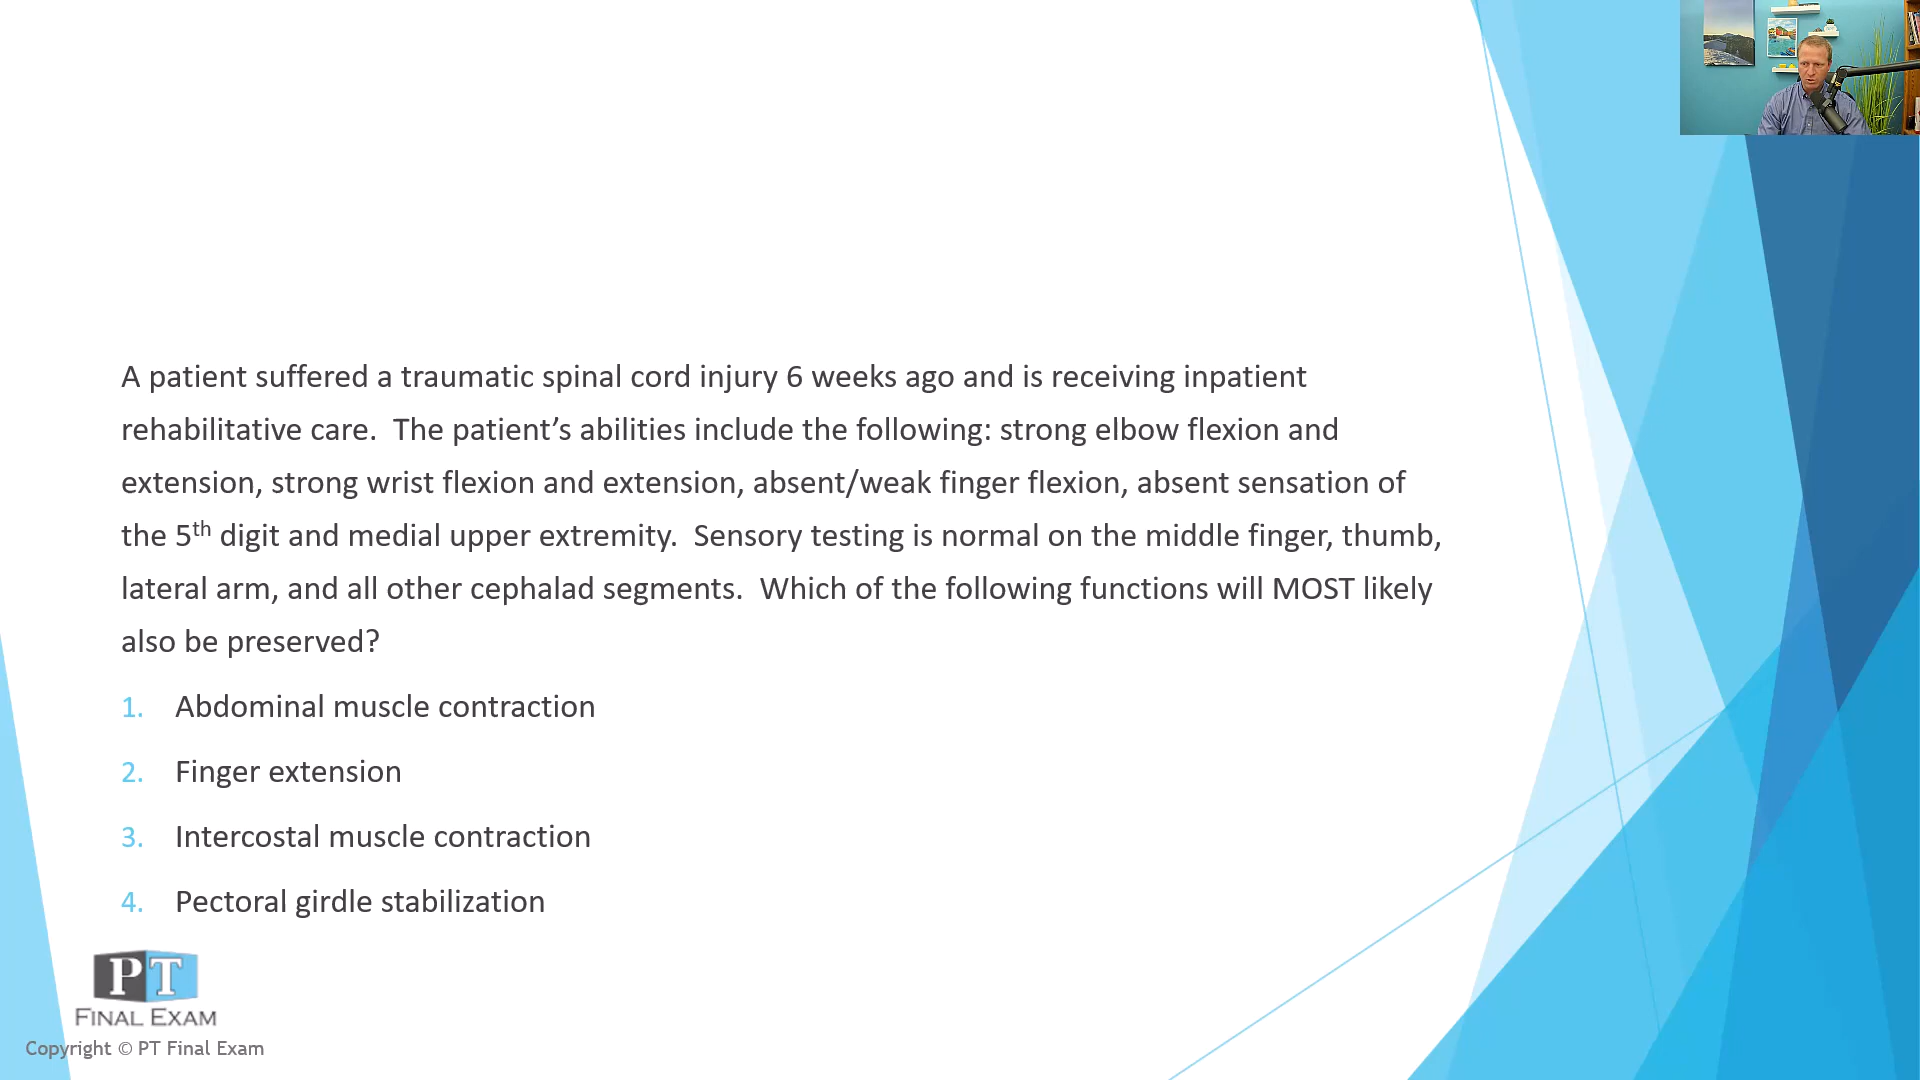 A patient suffered a traumatic spinal cord injury 6 weeks ago and is receiving inpatient
rehabilitative care.  The patient’s abilities include the following: strong elbow flexion and
extension, strong wrist flexion and extension, absent/weak finger flexion, absent sensation of
the 5th digit and medial upper extremity.  Sensory testing is normal on the middle finger, thumb,
lateral arm, and all other cephalad segments.  Which of the following functions will MOST likely
also be preserved?
1. Abdominal muscle contraction
2. Finger extension
3. Intercostal muscle contraction
4. Pectoral girdle stabilization
PT
FINAL EXAM
Copyright © PT Final Exam